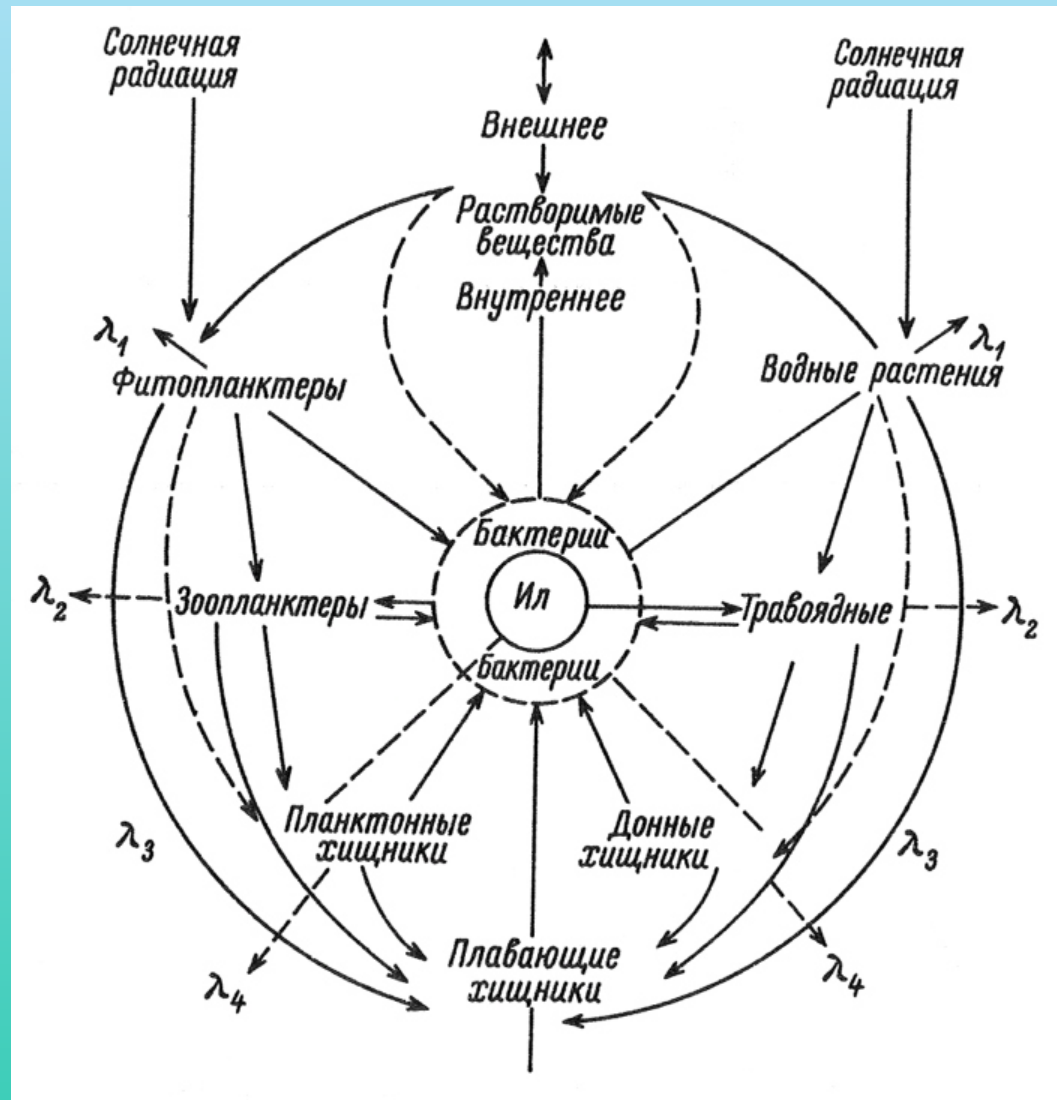 Солнечная
радиация
Солнечная
радиация
Внешнее
Растворимые
вещества
Внутреннее
λ₁
λ₁
Фитопланктеры
Водные растения
Бактерии
λ₂
Зоопланктеры
Ил
Травоядные
λ₂
бактерии
Планктонные
хищники
Донные
хищники
λ₃
λ₃
Плавающие
хищники
λ₄
λ₄